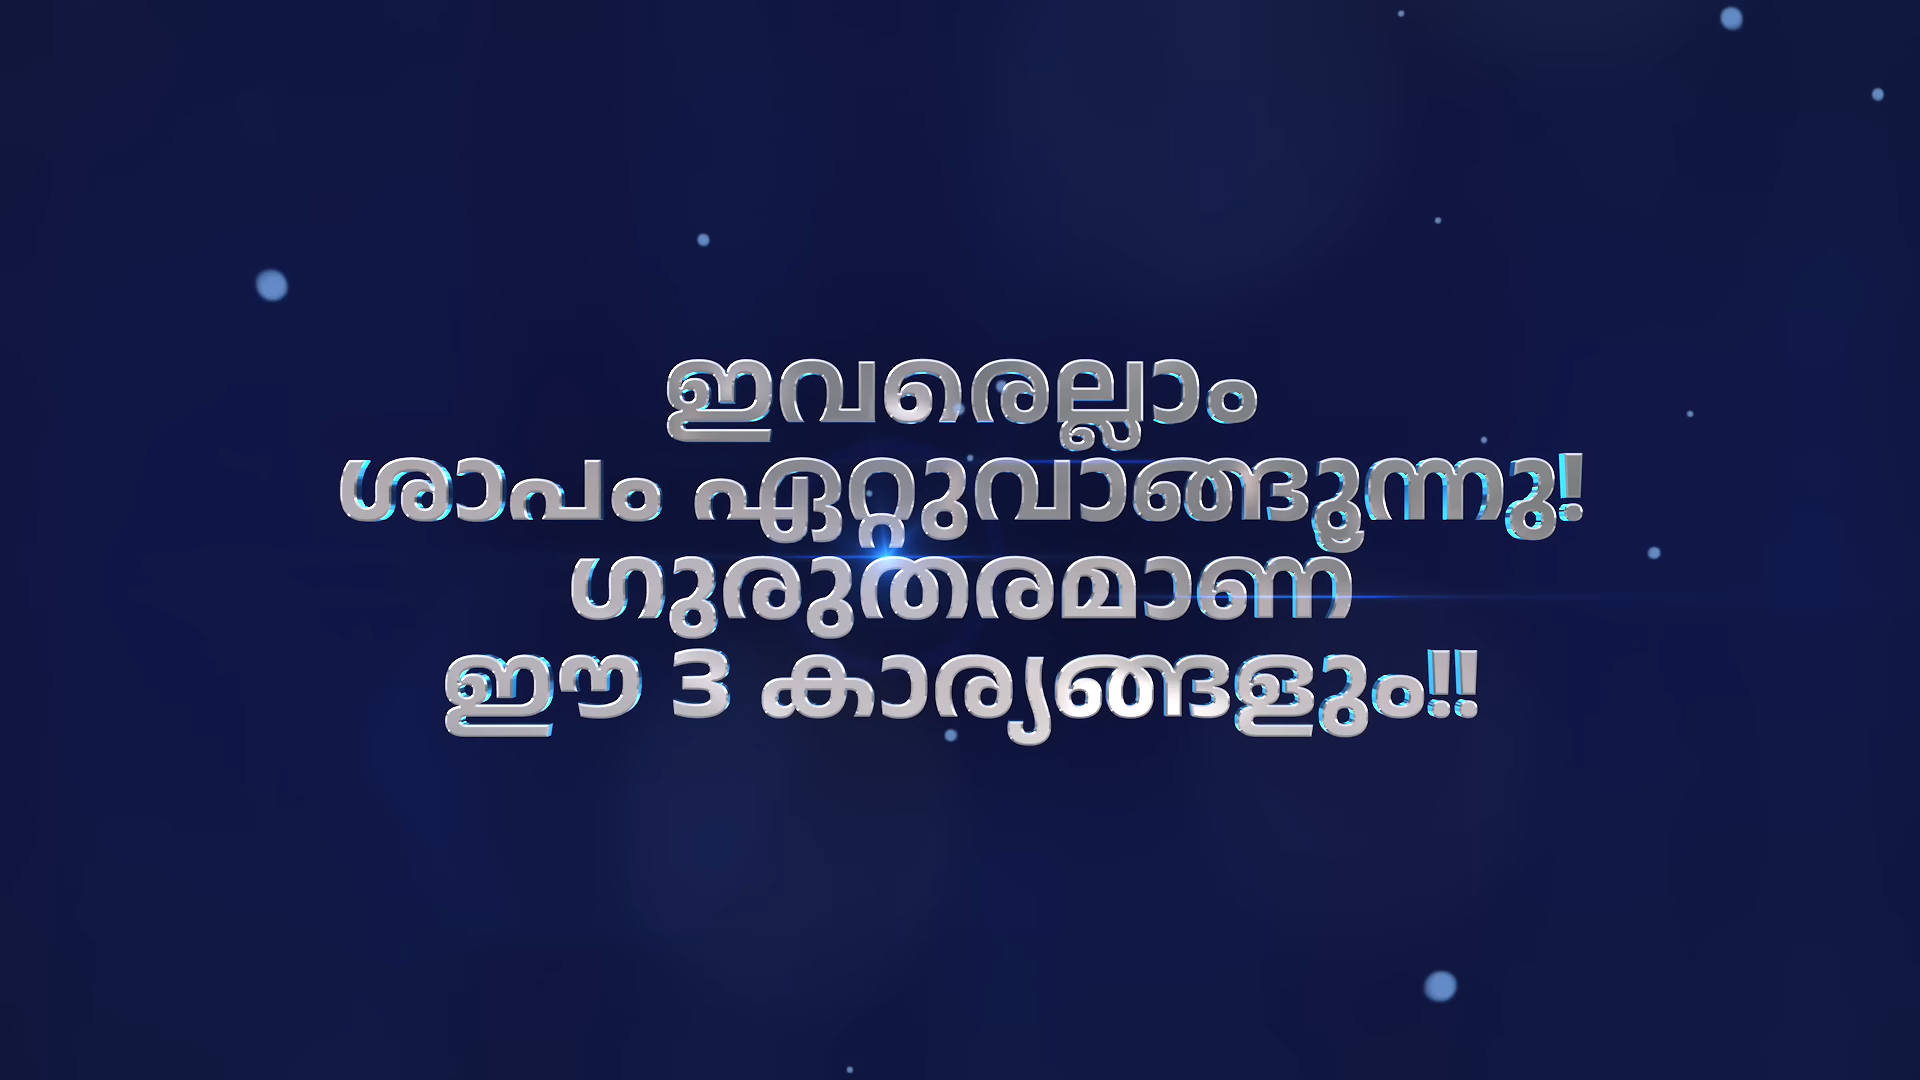 ഇവരെല്ലാം
ശാപം ഏറ്റുവാങ്ങൂന്നു!
ഗുരുതരമാണ
ഈ 3 കാര്യങ്ങളും!!